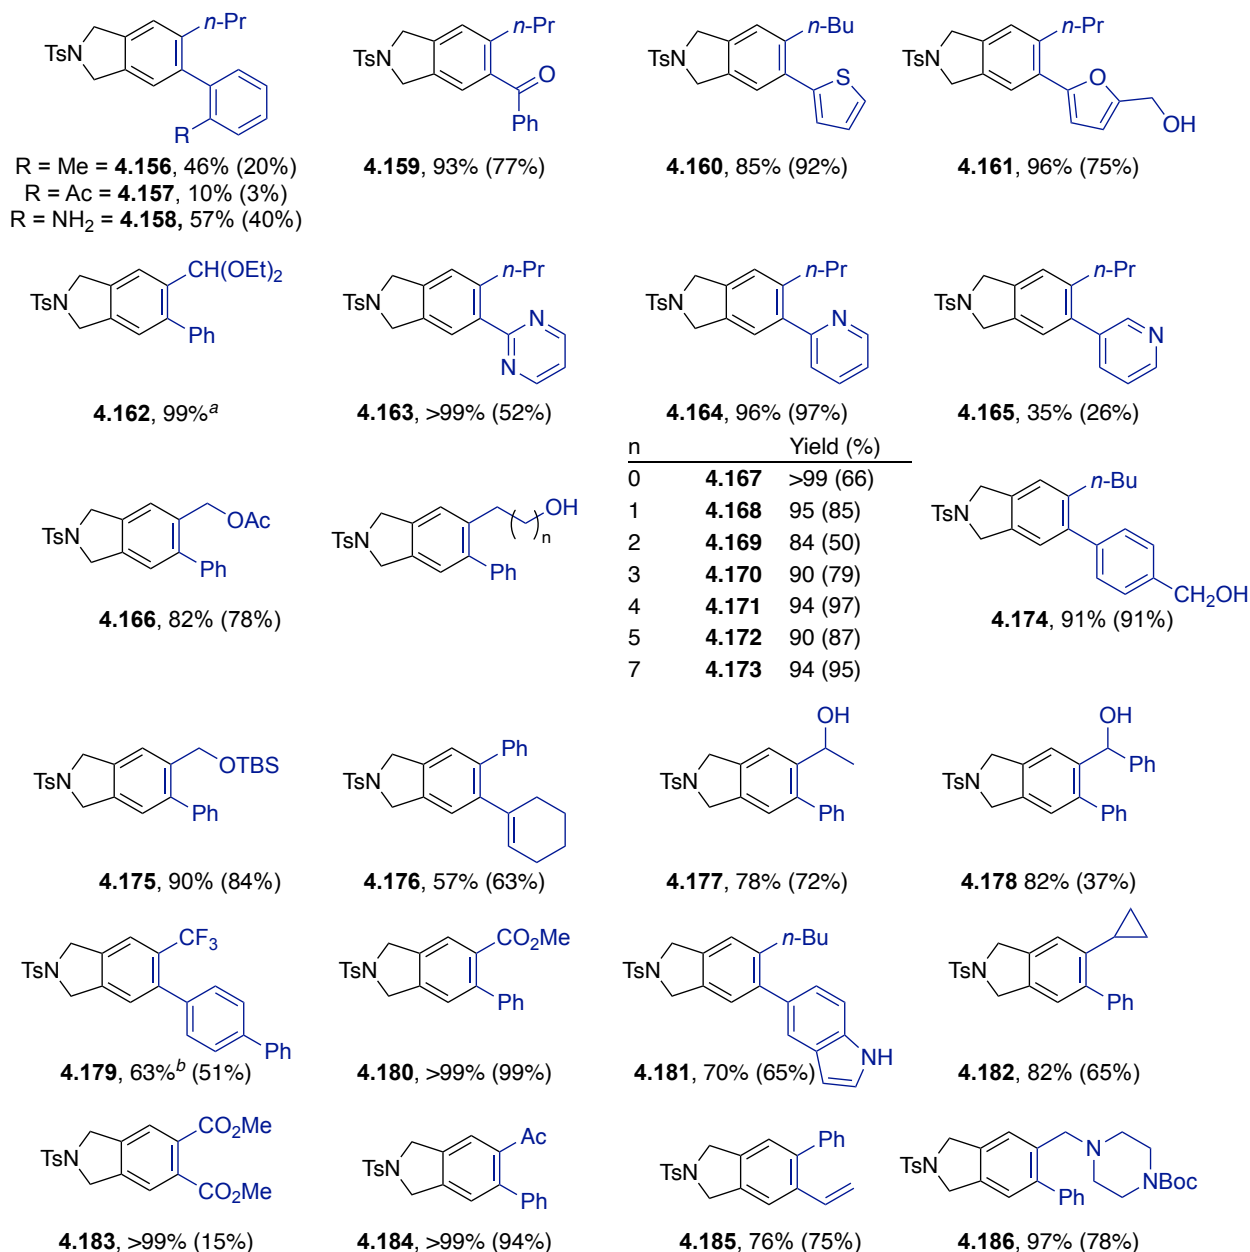 n-Pr
TsN
R
R = Me = 4.156, 46% (20%)
R = Ac = 4.157, 10% (3%)
R = NH2 = 4.158, 57% (40%)
n-Pr
TsN
O
Ph
4.159, 93% (77%)
n-Bu
TsN
S
4.160, 85% (92%)
n-Pr
TsN
O
OH
4.161, 96% (75%)
CH(OEt)2
TsN
Ph
4.162, 99%a
n-Pr
TsN
N
N
4.163, >99% (52%)
n-Pr
TsN
N
4.164, 96% (97%)
n-Pr
TsN
N
4.165, 35% (26%)
TsN
OAc
Ph
4.166, 82% (78%)
OH
TsN
( )n
Ph
n Yield (%)
0 4.167 >99 (66)
1 4.168 95 (85)
2 4.169 84 (50)
3 4.170 90 (79)
4 4.171 94 (97)
5 4.172 90 (87)
7 4.173 94 (95)
n-Bu
TsN
CH2OH
4.174, 91% (91%)
TsN
OTBS
Ph
4.175, 90% (84%)
Ph
TsN
4.176, 57% (63%)
OH
TsN
Ph
4.177, 78% (72%)
OH
Ph
TsN
Ph
4.178 82% (37%)
CF3
TsN
Ph
4.179, 63%b (51%)
CO2Me
TsN
Ph
4.180, >99% (99%)
n-Bu
TsN
NH
4.181, 70% (65%)
TsN
Ph
4.182, 82% (65%)
CO2Me
TsN
CO2Me
4.183, >99% (15%)
Ac
TsN
Ph
4.184, >99% (94%)
Ph
TsN
4.185, 76% (75%)
N
TsN
NBoc
Ph
4.186, 97% (78%)